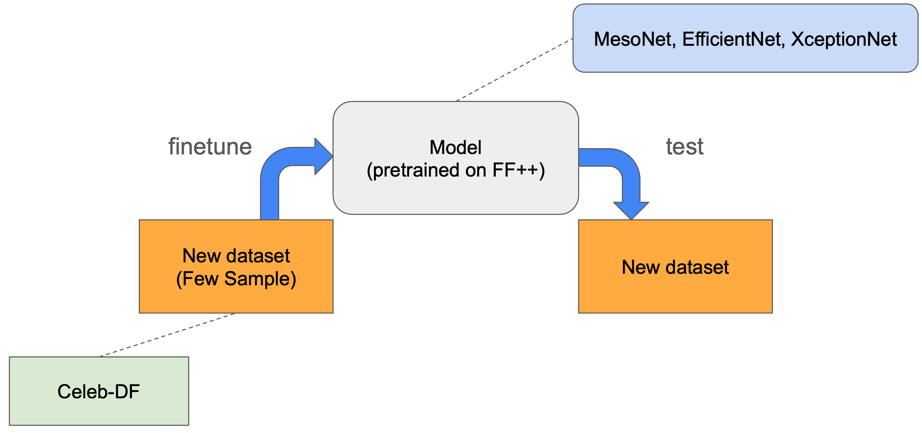 MesoNet, EfficientNet, XceptionNet
finetune
Model
(pretrained on FF++)
test
New dataset
(Few Sample)
New dataset
Celeb-DF